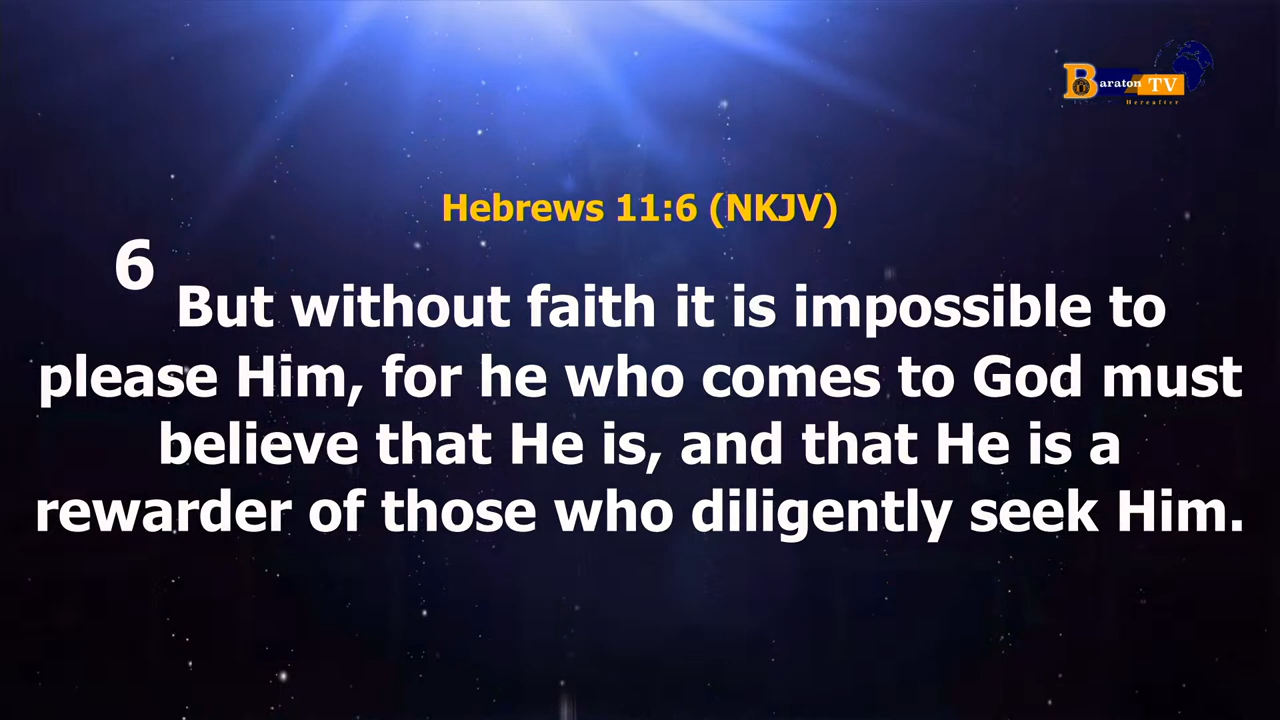 Baraton TV
Hereafter
Hebrews 11:6 (NKJV)
6 But without faith it is impossible to
please Him, for he who comes to God must
believe that He is, and that He is a
rewarder of those who diligently seek Him.